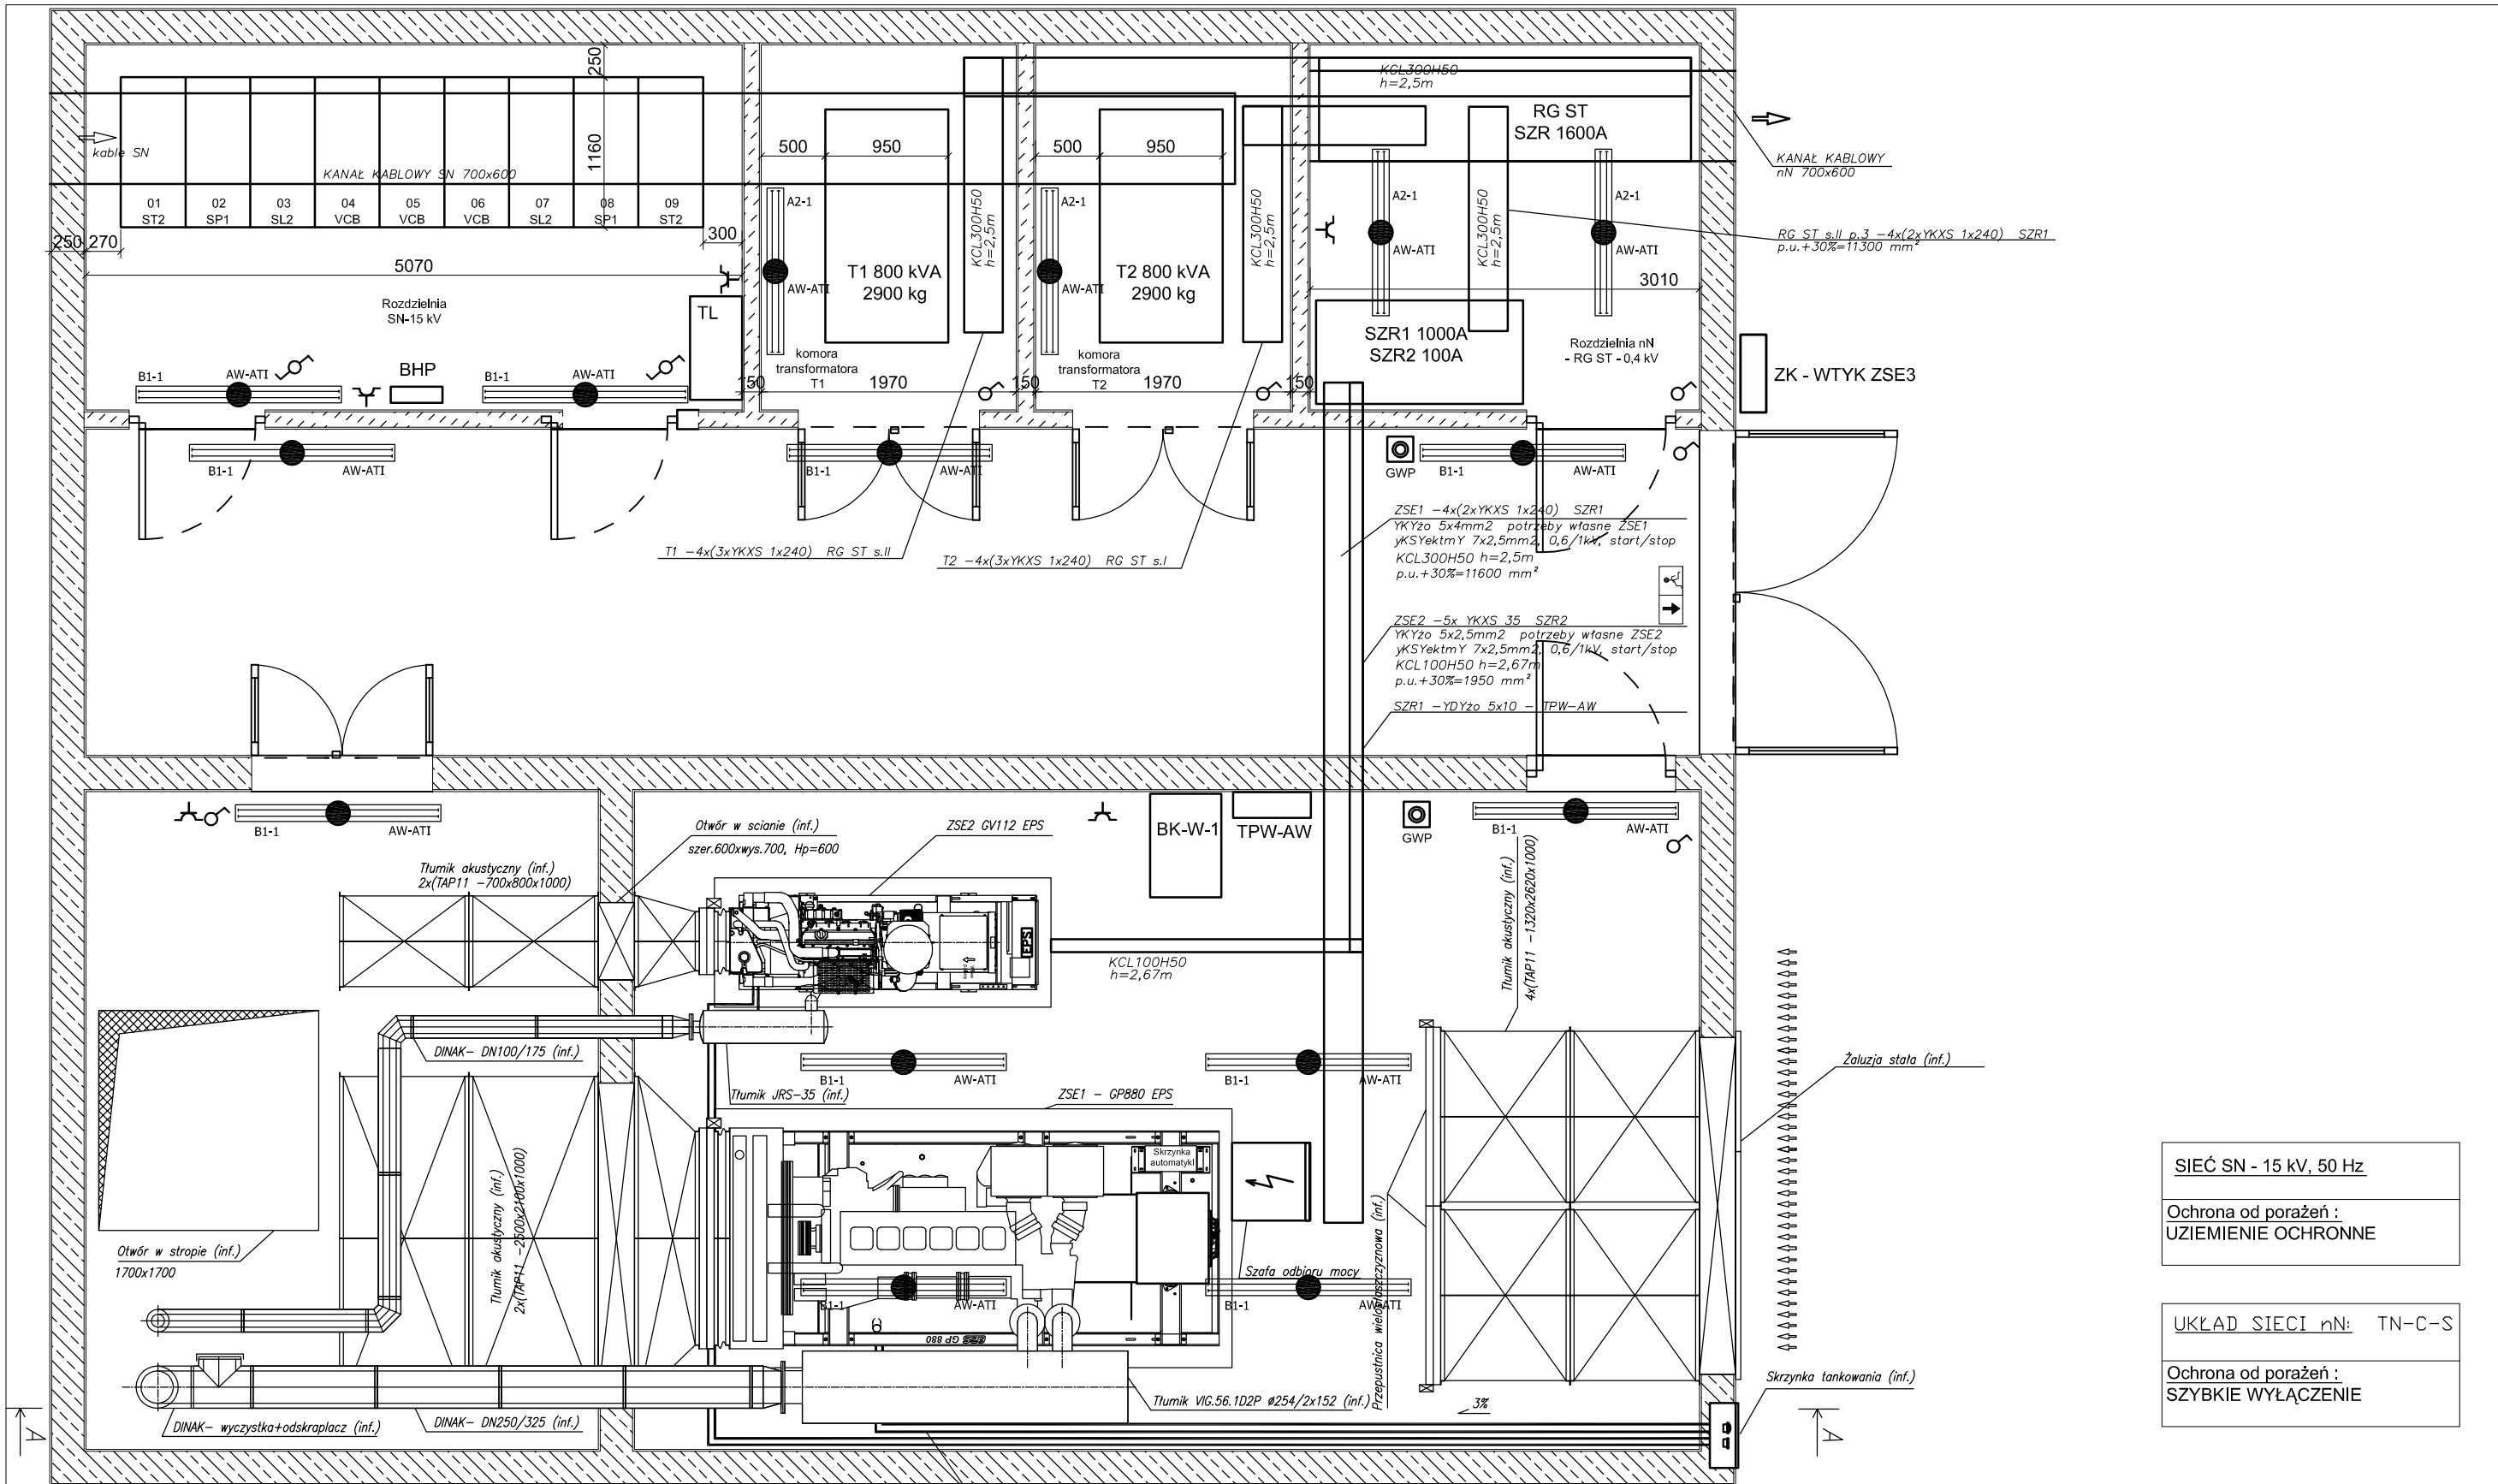 250
KCL300H50
h=2,5m
RG ST
SZR 1600A
kable SN
1160
500
950
500
950
KANAŁ KABLOWY
nN 700x600
KANAŁ KABLOWY SN 700x600
01
ST2
02
SP1
03
SL2
04
VCB
05
VCB
06
VCB
07
SL2
08
SP1
09
ST2
A2-1
KCL300H50
h=2,5m
A2-1
KCL300H50
h=2,5m
A2-1
KCL300H50
h=2,5m
A2-1
250
270
300
RG ST s.II p.3 -4x(2xYKXS 1x240) SZR1
p.u.+30%=11300 mm²
AW-ATI
AW-ATI
5070
T1 800 kVA
2900 kg
T2 800 kVA
2900 kg
3010
AW-ATI
AW-ATI
Rozdzielnia
SN-15 kV
TL
SZR1 1000A
SZR2 100A
Rozdzielnia nN
- RG ST - 0,4 kV
komora
transformatora
T1
komora
transformatora
T2
B1-1
AW-ATI
BHP
B1-1
AW-ATI
150
1970
150
1970
150
ZK - WTYK ZSE3
B1-1
AW-ATI
B1-1
AW-ATI
GWP
B1-1
AW-ATI
T1 -4x(3xYKXS 1x240) RG ST s.II
T2 -4x(3xYKXS 1x240) RG ST s.I
ZSE1 -4x(2xYKXS 1x240) SZR1
YKYżo 5x4mm2 potrzeby własne ZSE1
yKSYektmY 7x2,5mm2, 0,6/1kV, start/stop
KCL300H50 h=2,5m
p.u.+30%=11600 mm²
ZSE2 -5x YKXS 35 SZR2
YKYżo 5x2,5mm2 potrzeby własne ZSE2
yKSYektmY 7x2,5mm2, 0,6/1kV, start/stop
KCL100H50 h=2,67m
p.u.+30%=1950 mm²
SZR1 -YDYżo 5x10 - TPW-AW
B1-1
AW-ATI
Otwór w scianie (inf.)
szer.600xwys.700, Hp=600
ZSE2 GV112 EPS
BK-W-1
TPW-AW
GWP
B1-1
AW-ATI
Tłumik akustyczny (inf.)
2x(TAP11 -700x800x1000)
Tłumik akustyczny (inf.)
4x(TAP11 -1320x2620x1000)
EPS
KCL100H50
h=2,67m
DINAK- DN100/175 (inf.)
Tłumik JRS-35 (inf.)
B1-1
AW-ATI
B1-1
AW-ATI
Żaluzja stała (inf.)
ZSE1 - GP880 EPS
Skrzynka
automatyki
Tłumik akustyczny (inf.)
2x(TAP11 -2500x2100x1000)
SIEĆ SN - 15 kV, 50 Hz
Ochrona od porażeń :
UZIEMIENIE OCHRONNE
Otwór w stropie (inf.)
1700x1700
Szafa odbioru mocy
Przepustnica wielopłaszczyznowa (inf.)
B1-1
AW-ATI
B1-1
AW-ATI
EPS GP 880
UKŁAD SIECI nN: TN-C-S
Ochrona od porażeń :
SZYBKIE WYŁĄCZENIE
Skrzynka tankowania (inf.)
Tłumik VIG.56.1D2P ø254/2x152 (inf.)
3%
DINAK- wyczystka+odskraplacz (inf.)
DINAK- DN250/325 (inf.)
A
A